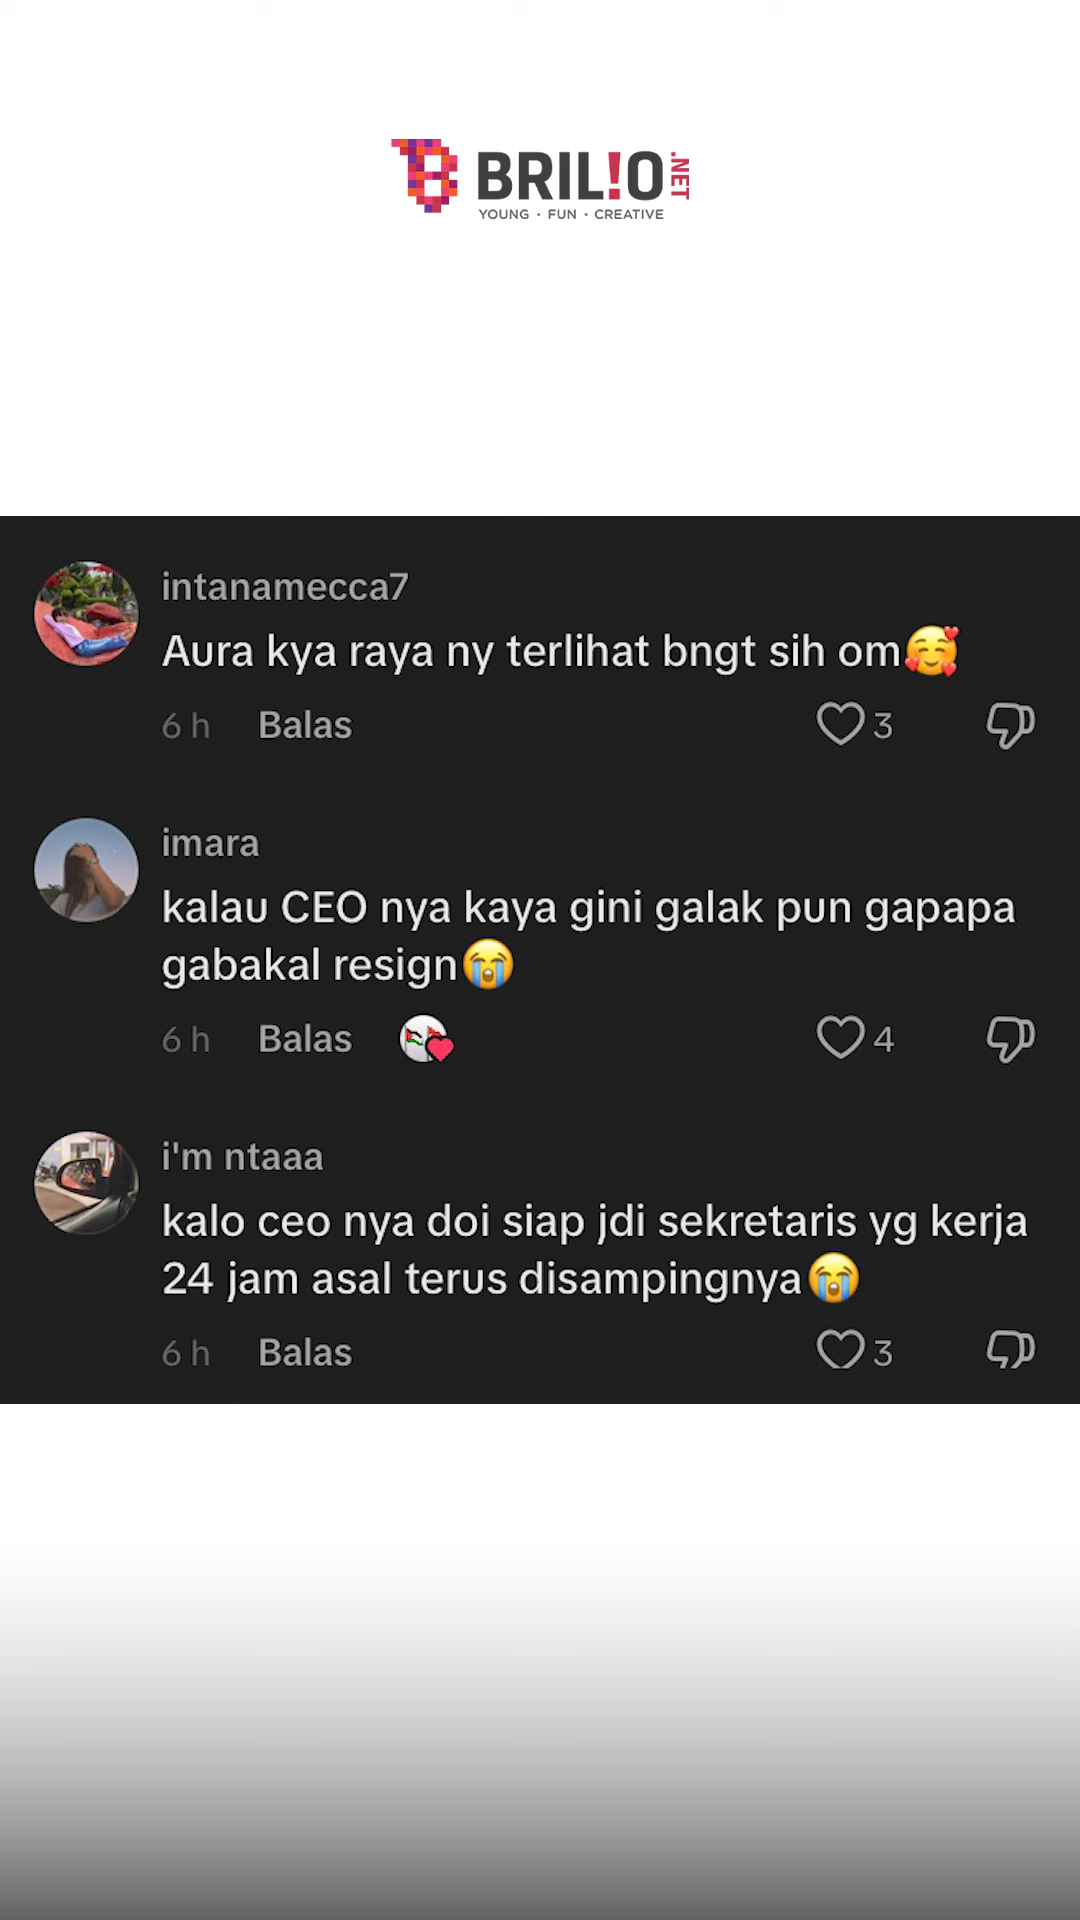 BRIL!O.NET
YOUNG · FUN · CREATIVE
intanamecca7
Aura kya raya ny terlihat bngt sih om🥰
6 h Balas 3
imara
kalau CEO nya kaya gini galak pun gapapa
gabakal resign😭
6 h Balas 4
i'm ntaaa
kalo ceo nya doi siap jdi sekretaris yg kerja
24 jam asal terus disampingnya😭
6 h Balas 3